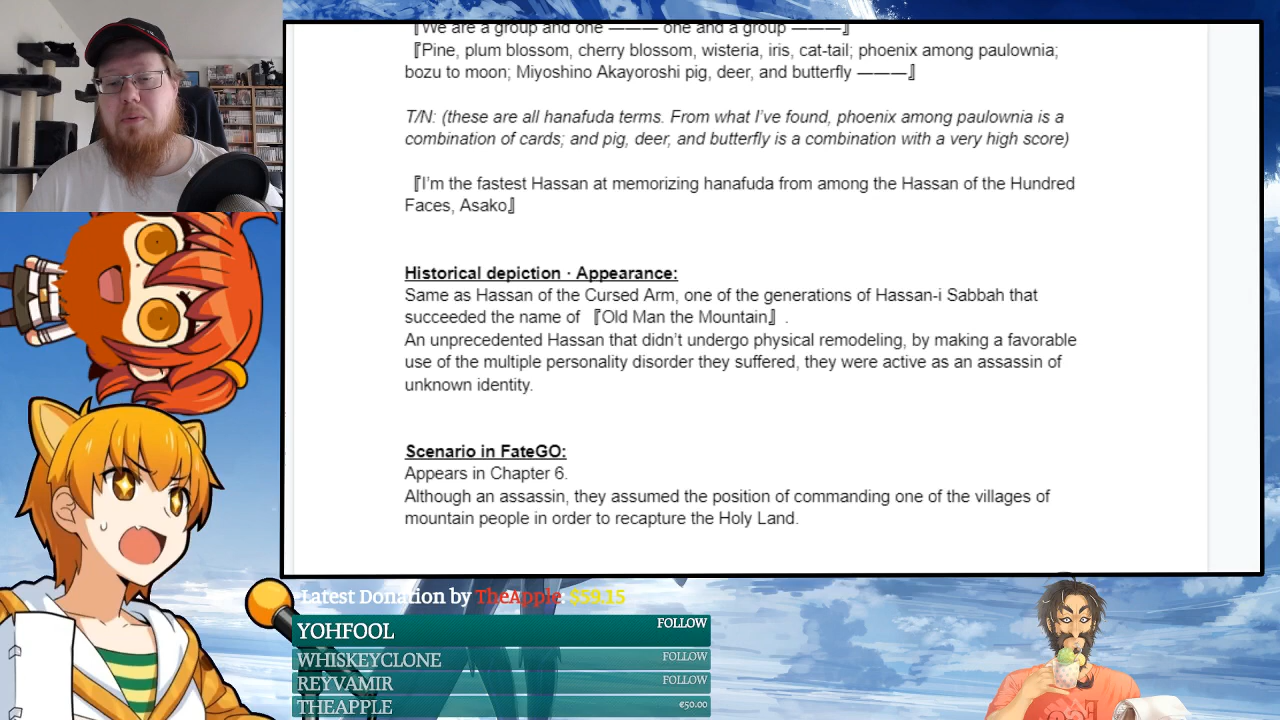 『We are a group and one ——— one and a group ———』
『Pine, plum blossom, cherry blossom, wisteria, iris, cat-tail; phoenix among paulownia;
bozu to moon; Miyoshino Akayoroshi pig, deer, and butterfly ———』
T/N: (these are all hanafuda terms. From what I've found, phoenix among paulownia is a
combination of cards; and pig, deer, and butterfly is a combination with a very high score)
『I'm the fastest Hassan at memorizing hanafuda from among the Hassan of the Hundred
Faces, Asako』
Historical depiction · Appearance:
Same as Hassan of the Cursed Arm, one of the generations of Hassan-i Sabbah that
succeeded the name of 『Old Man the Mountain』 .
An unprecedented Hassan that didn't undergo physical remodeling, by making a favorable
use of the multiple personality disorder they suffered, they were active as an assassin of
unknown identity.
Scenario in FateGO:
Appears in Chapter 6.
Although an assassin, they assumed the position of commanding one of the villages of
mountain people in order to recapture the Holy Land.
Latest Donation by TheApple: $59.15
YOHFOOL FOLLOW
WHISKEYCLONE FOLLOW
REYVAMIR FOLLOW
THEAPPLE €50.00